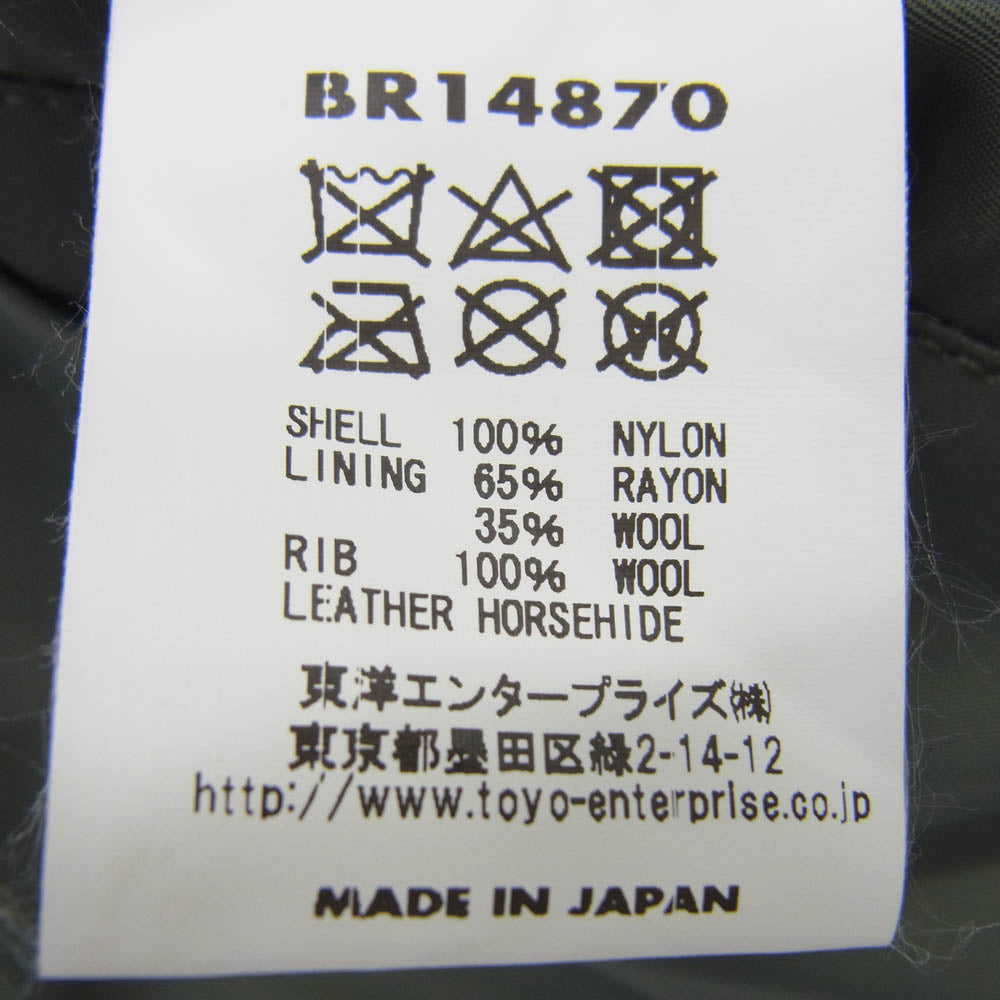 BR14870
SHELL 100% NYLON
LINING 65% RAYON
35% WOOL
RIB 100% WOOL
LEATHER HORSEHIDE
東洋エンタープライズ㈱
東京都墨田区緑2-14-12
http://www.toyo-enterprise.co.jp
MADE IN JAPAN